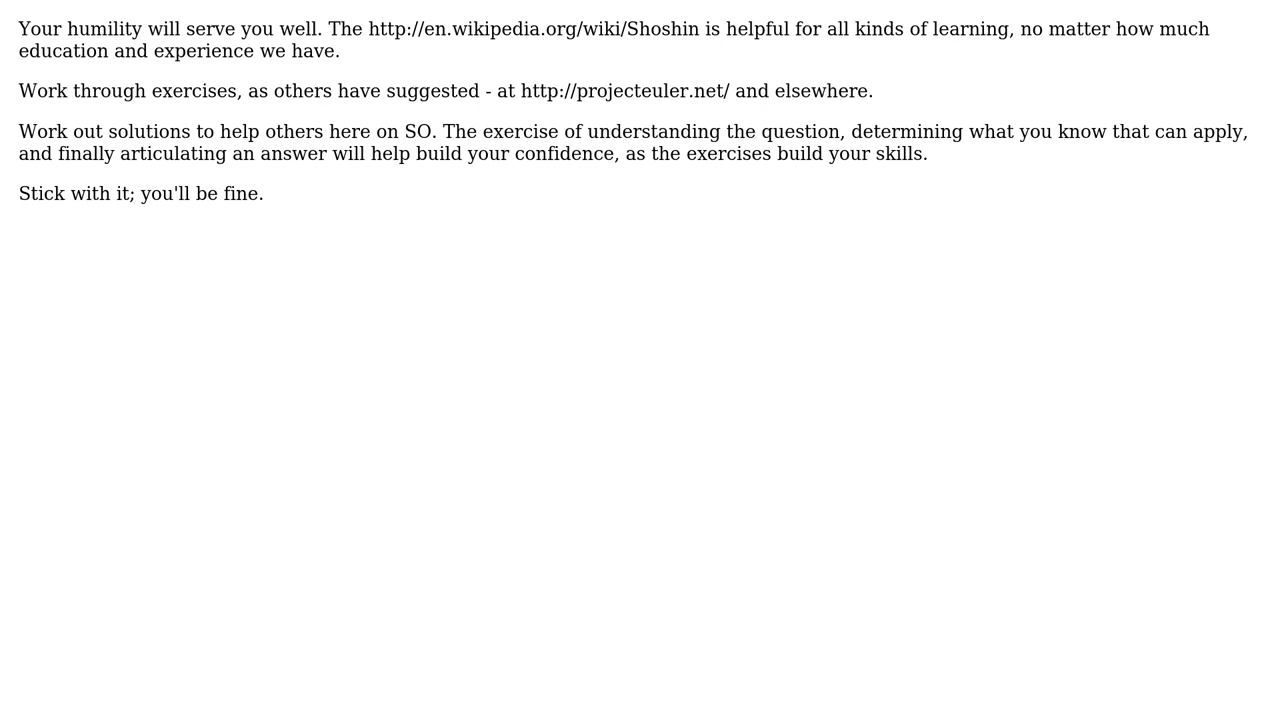 Your humility will serve you well. The http://en.wikipedia.org/wiki/Shoshin is helpful for all kinds of learning, no matter how much
education and experience we have.
Work through exercises, as others have suggested - at http://projecteuler.net/ and elsewhere.
Work out solutions to help others here on SO. The exercise of understanding the question, determining what you know that can apply,
and finally articulating an answer will help build your confidence, as the exercises build your skills.
Stick with it; you'll be fine.